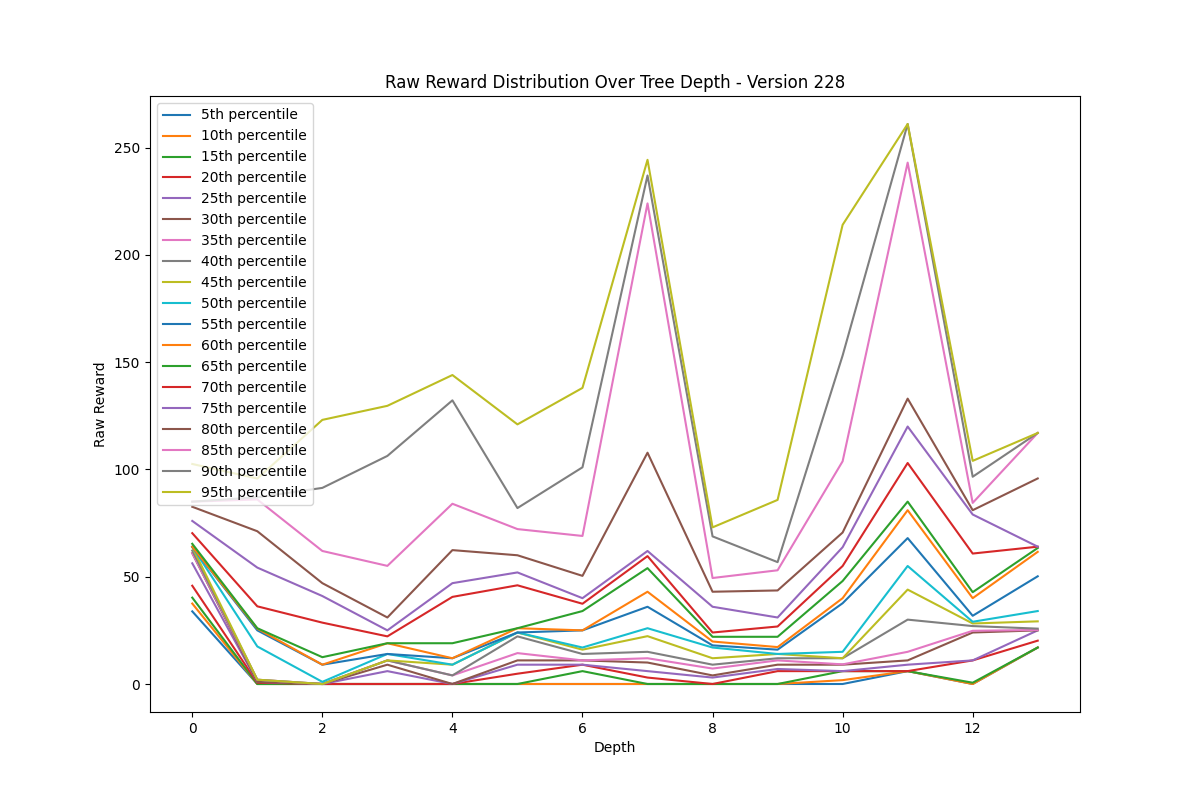 Raw Reward Distribution Over Tree Depth - Version 228
5th percentile
10th percentile
15th percentile
20th percentile
25th percentile
30th percentile
35th percentile
40th percentile
45th percentile
50th percentile
55th percentile
60th percentile
65th percentile
70th percentile
75th percentile
80th percentile
85th percentile
90th percentile
95th percentile
Raw Reward
250
200
150
100
50
0
0 2 4 6 8 10 12
Depth